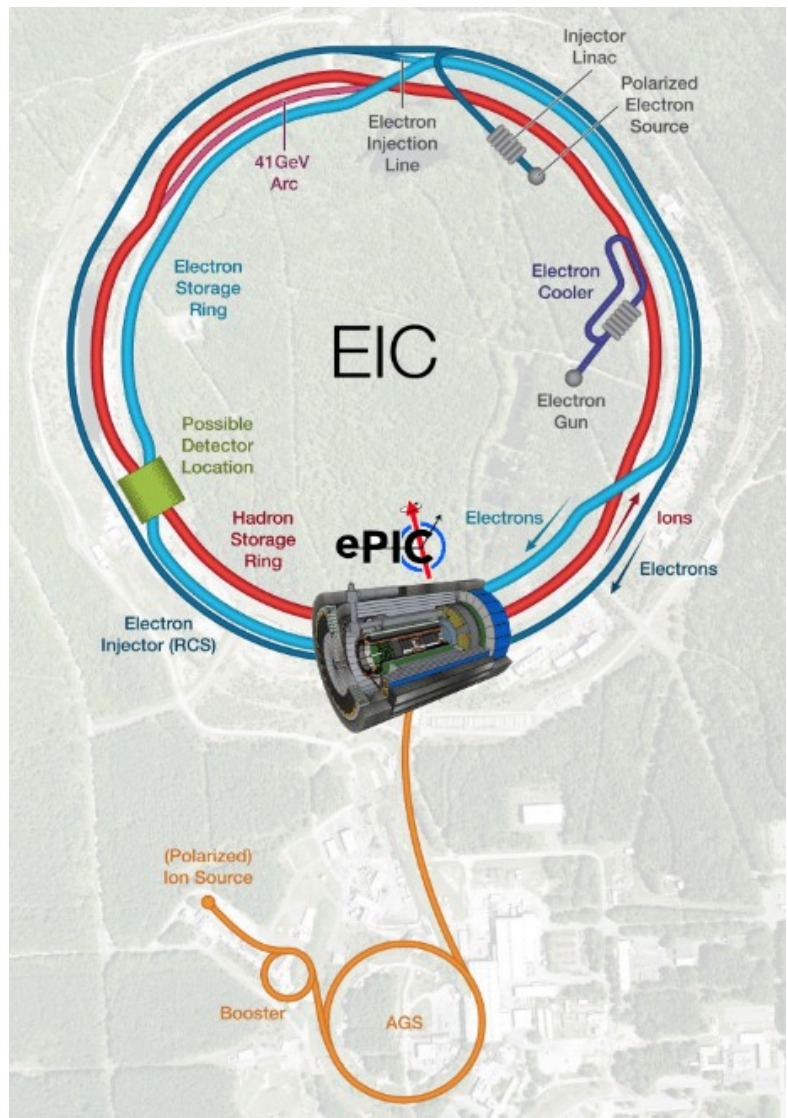 Injector
Linac
Polarized
Electron
Source
Electron
Injection
Line
41GeV
Arc
Electron
Storage
Ring
Electron
Cooler
EIC
Electron
Gun
Possible
Detector
Location
Hadron
Storage
Ring
ePIC
Electrons
Ions
Electrons
Electron
Injector (RCS)
(Polarized)
Ion Source
Booster
AGS